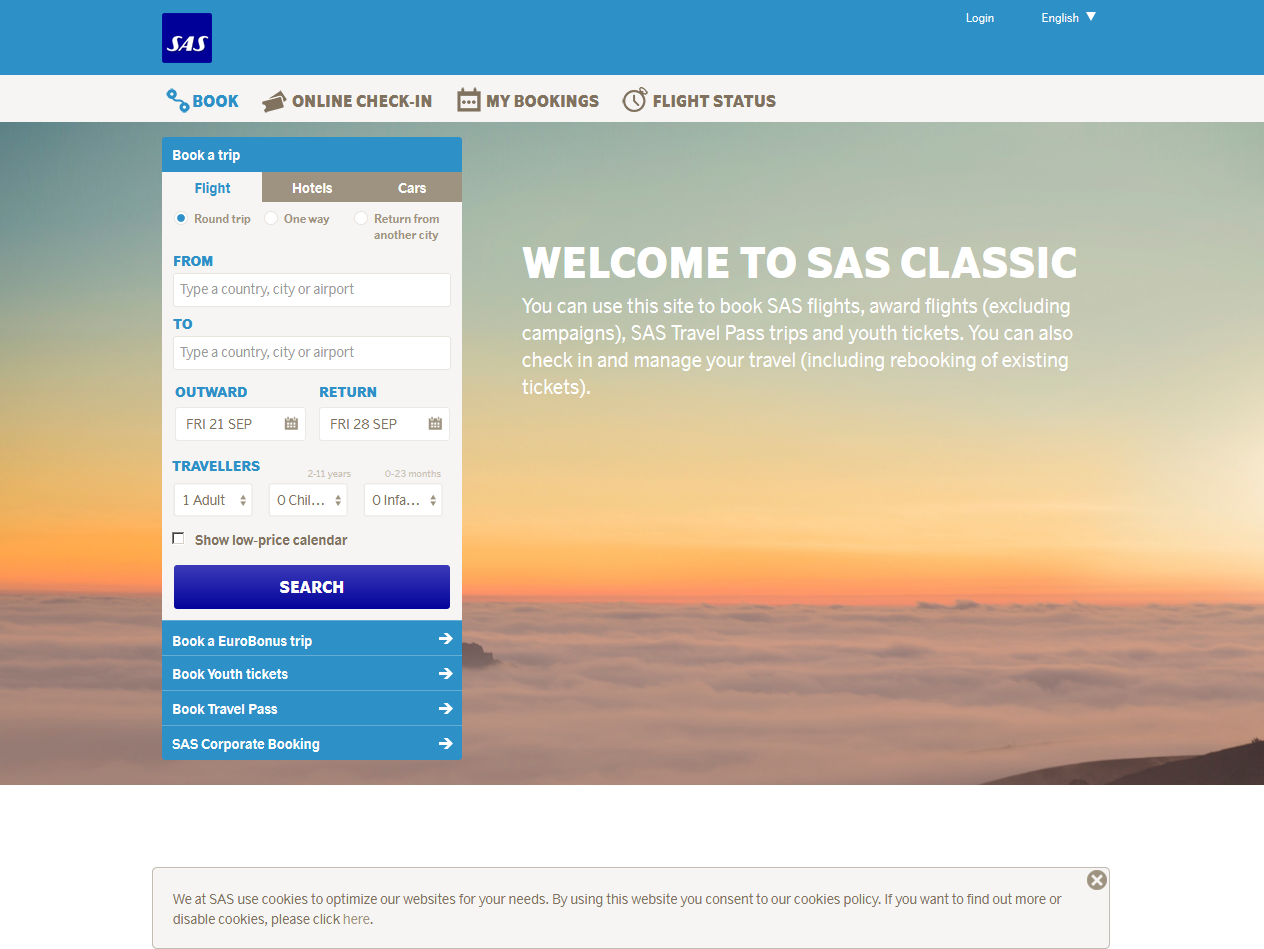 SAS
Login
English
BOOK
ONLINE CHECK-IN
MY BOOKINGS
FLIGHT STATUS
Book a trip
Flight
Hotels
Cars
Round trip
One way
Return from
another city
FROM
Type a country, city or airport
TO
Type a country, city or airport
OUTWARD
RETURN
FRI 21 SEP
FRI 28 SEP
TRAVELLERS
2-11 years
0-23 months
1 Adult
0 Chil...
0 Infa...
Show low-price calendar
SEARCH
Book a EuroBonus trip
Book Youth tickets
Book Travel Pass
SAS Corporate Booking
WELCOME TO SAS CLASSIC
You can use this site to book SAS flights, award flights (excluding
campaigns), SAS Travel Pass trips and youth tickets. You can also
check in and manage your travel (including rebooking of existing
tickets).
We at SAS use cookies to optimize our websites for your needs. By using this website you consent to our cookies policy. If you want to find out more or
disable cookies, please click here.